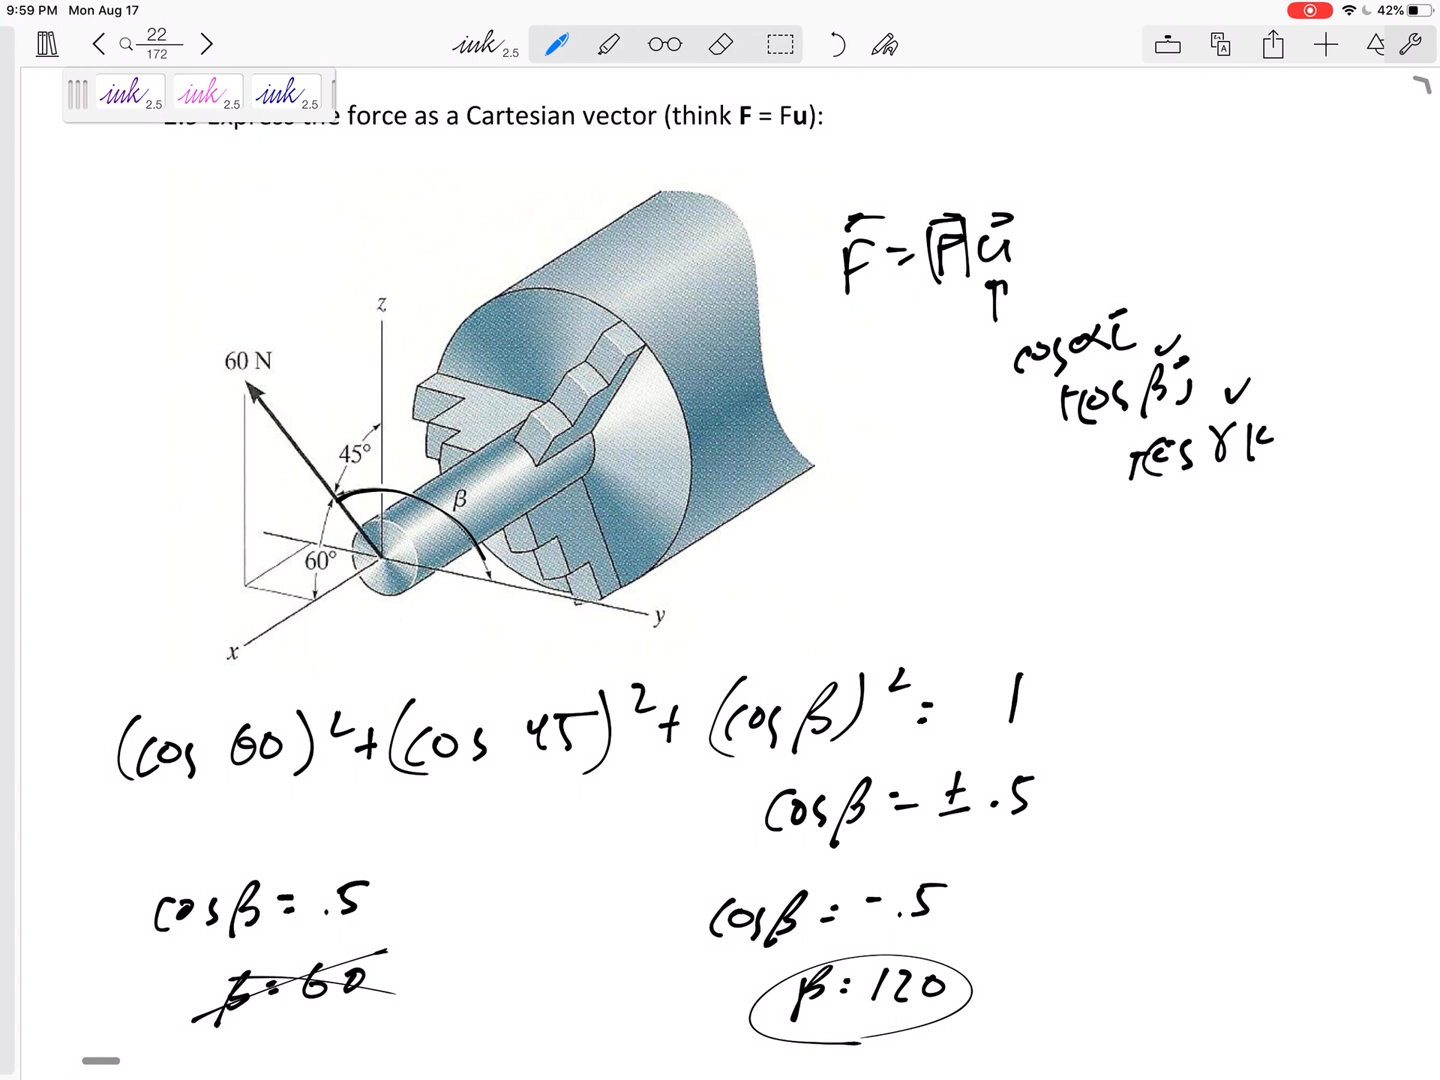 9:59 PM Mon Aug 17
42%
22
172
ink 2.5
ink 2.5 ink 2.5 ink 2.5
the force as a Cartesian vector (think F = Fu):
F = |F| u
cos α i
+cos β j
+cos γ k
z
60 N
45°
β
60°
y
x
(cos 60)² + (cos 45)² + (cos β)² = 1
cos β = ± .5
cos β = .5
cos β = -.5
β = 60
β = 120